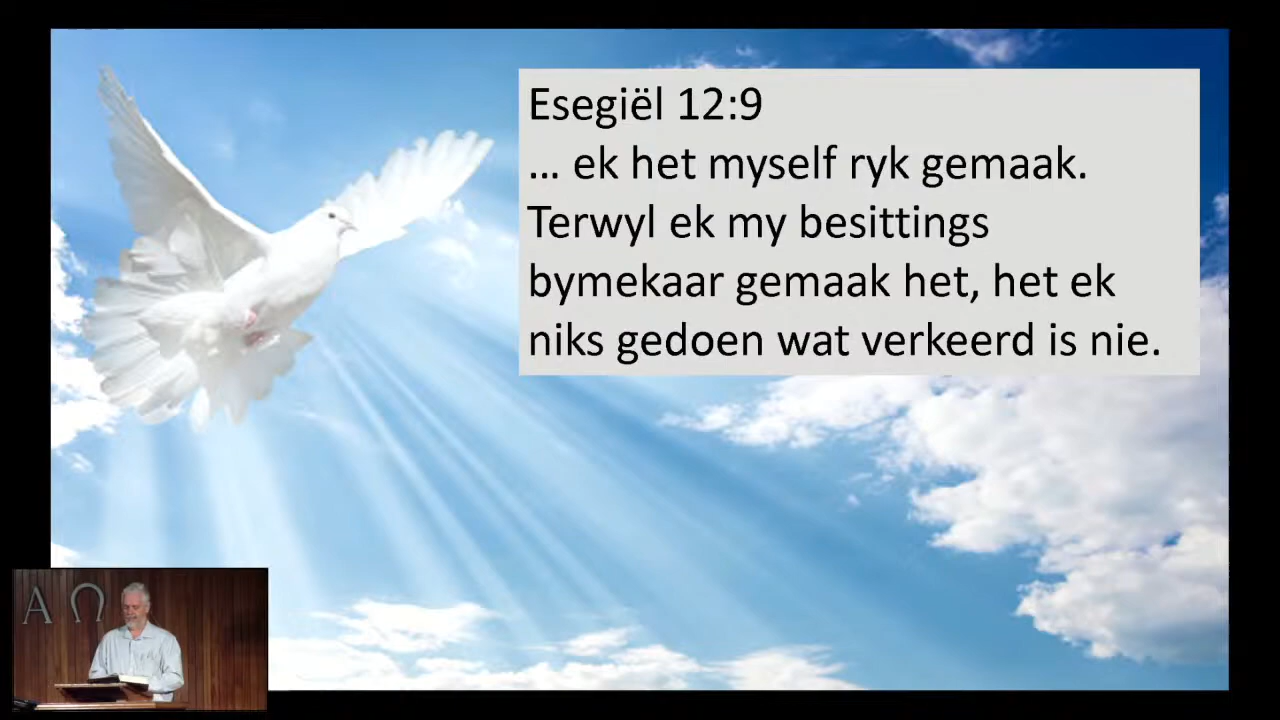 Esegiël 12:9
… ek het myself ryk gemaak.
Terwyl ek my besittings
bymekaar gemaak het, het ek
niks gedoen wat verkeerd is nie.
Α Ω